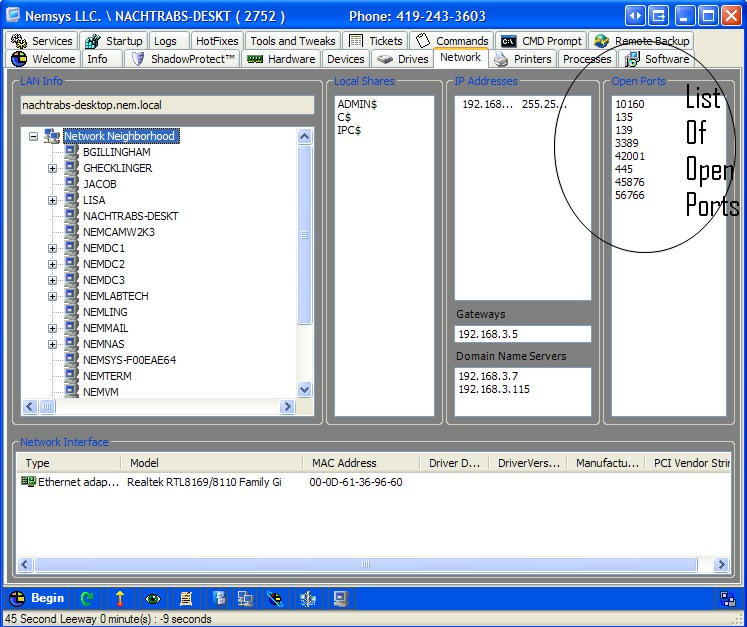 Nemsys LLC. \ NACHTRABS-DESKT ( 2752 ) Phone: 419-243-3603
Services Startup Logs HotFixes Tools and Tweaks Tickets Commands CMD Prompt Remote Backup
Welcome Info ShadowProtect™ Hardware Devices Drives Network Printers Processes Software
LAN Info
nachtrabs-desktop.nem.local
Network Neighborhood
BGILLINGHAM
GHECKLINGER
JACOB
LISA
NACHTRABS-DESKT
NEMCAMW2K3
NEMDC1
NEMDC2
NEMDC3
NEMLABTECH
NEMLING
NEMMAIL
NEMNAS
NEMSYS-F00EAE64
NEMTERM
NEMVM
Local Shares
ADMIN$
C$
IPC$
IP Addresses
192.168... 255.25...
Gateways
192.168.3.5
Domain Name Servers
192.168.3.7
192.168.3.115
Open Ports
10160
135
139
3389
42001
445
45876
56766
List
Of
Open
Ports
Network Interface
Type Model MAC Address Driver D... DriverVers... Manufactu... PCI Vendor Strin
Ethernet adap... Realtek RTL8169/8110 Family Gi 00-0D-61-36-96-60
Begin
45 Second Leeway 0 minute(s) : -9 seconds